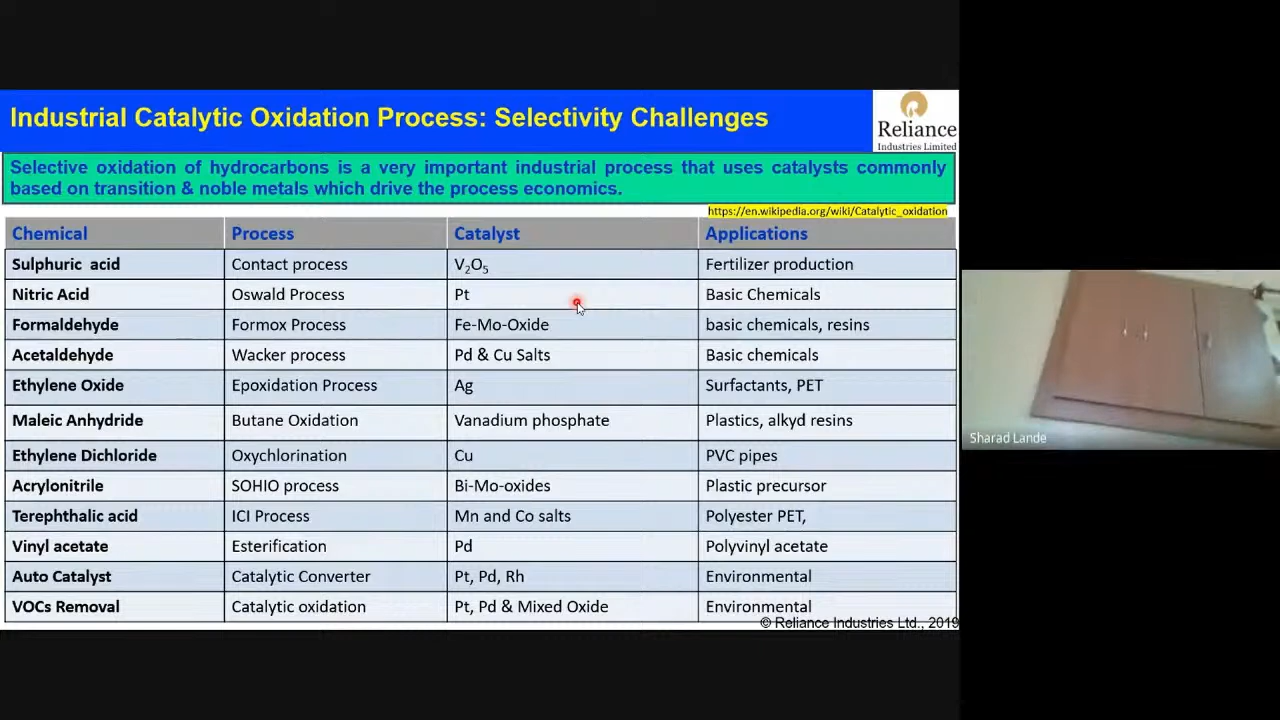 Industrial Catalytic Oxidation Process: Selectivity Challenges
Reliance
Industries Limited
Selective oxidation of hydrocarbons is a very important industrial process that uses catalysts commonly
based on transition & noble metals which drive the process economics.
https://en.wikipedia.org/wiki/Catalytic_oxidation
Chemical Process Catalyst Applications
Sulphuric acid Contact process V₂O₅ Fertilizer production
Nitric Acid Oswald Process Pt Basic Chemicals
Formaldehyde Formox Process Fe-Mo-Oxide basic chemicals, resins
Acetaldehyde Wacker process Pd & Cu Salts Basic chemicals
Ethylene Oxide Epoxidation Process Ag Surfactants, PET
Maleic Anhydride Butane Oxidation Vanadium phosphate Plastics, alkyd resins
Ethylene Dichloride Oxychlorination Cu PVC pipes
Acrylonitrile SOHIO process Bi-Mo-oxides Plastic precursor
Terephthalic acid ICI Process Mn and Co salts Polyester PET,
Vinyl acetate Esterification Pd Polyvinyl acetate
Auto Catalyst Catalytic Converter Pt, Pd, Rh Environmental
VOCs Removal Catalytic oxidation Pt, Pd & Mixed Oxide Environmental
© Reliance Industries Ltd., 2019
Sharad Lande